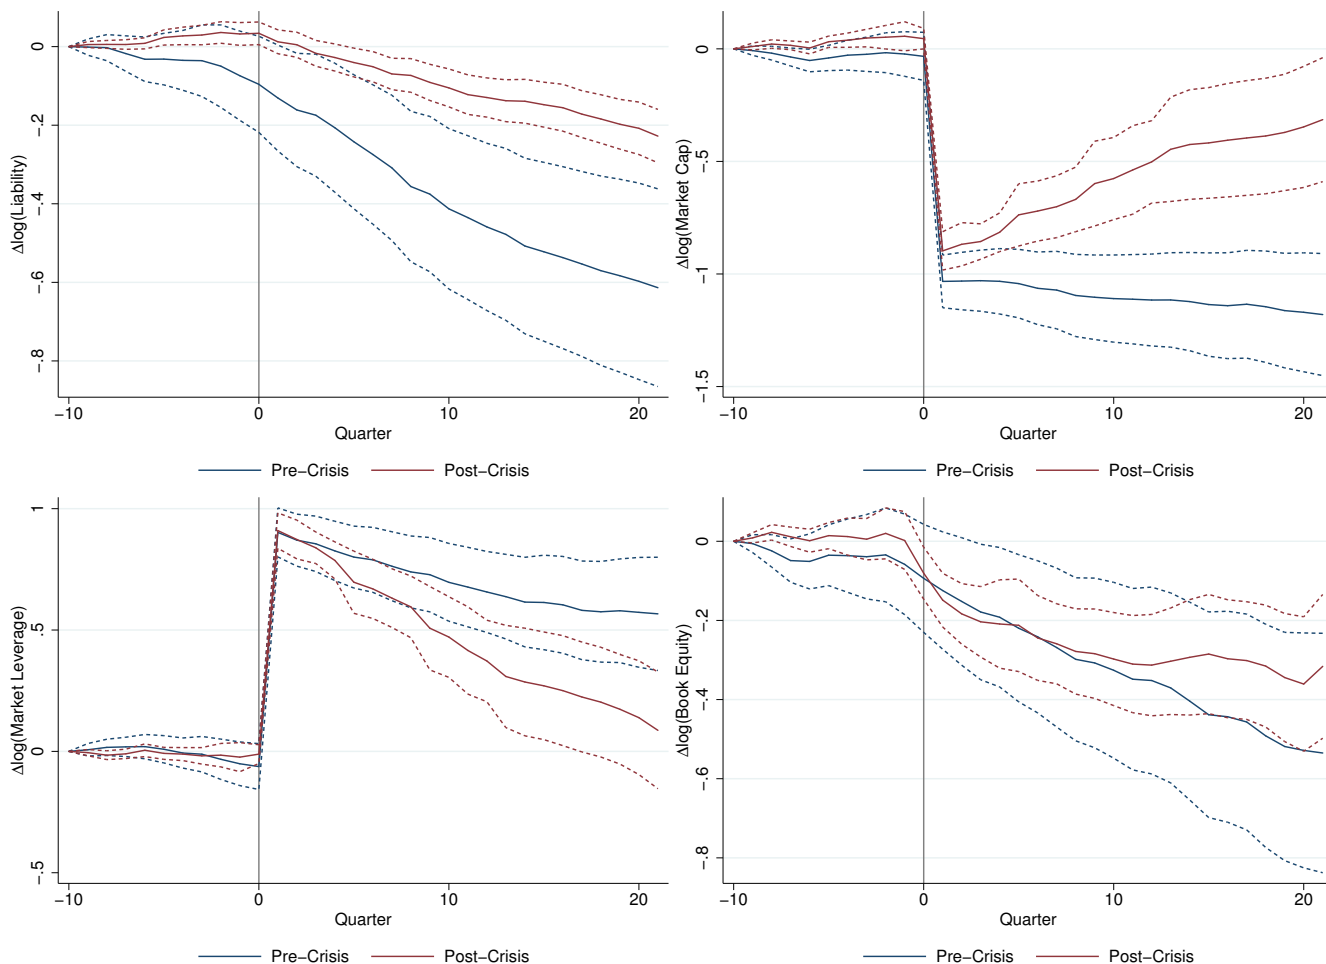 Δlog(Liability)
0
−.2
−.4
−.6
−.8
−10
0
10
20
Quarter
Pre−Crisis
Post−Crisis
Δlog(Market Cap)
0
−.5
−1
−1.5
−10
0
10
20
Quarter
Pre−Crisis
Post−Crisis
Δlog(Market Leverage)
1
.5
0
−.5
−10
0
10
20
Quarter
Pre−Crisis
Post−Crisis
Δlog(Book Equity)
0
−.2
−.4
−.6
−.8
−10
0
10
20
Quarter
Pre−Crisis
Post−Crisis